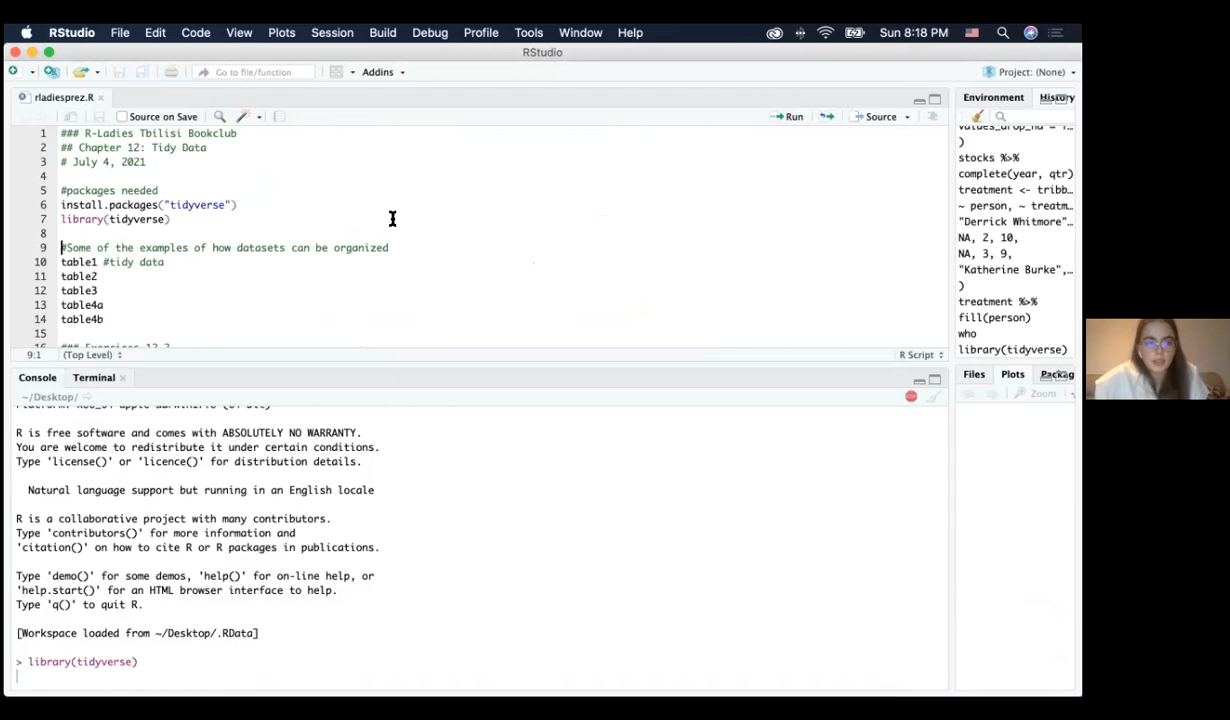 RStudio File Edit Code View Plots Session Build Debug Profile Tools Window Help Sun 8:18 PM
RStudio
Go to file/function Addins Project: (None)
rladiesprez.R
Source on Save Run Source
1 ### R-Ladies Tbilisi Bookclub
2 ## Chapter 12: Tidy Data
3 # July 4, 2021
4
5 #packages needed
6 install.packages("tidyverse")
7 library(tidyverse)
8
9 #Some of the examples of how datasets can be organized
10 table1 #tidy data
11 table2
12 table3
13 table4a
14 table4b
15
9:1 (Top Level) R Script
Console Terminal
~/Desktop/
R is free software and comes with ABSOLUTELY NO WARRANTY.
You are welcome to redistribute it under certain conditions.
Type 'license()' or 'licence()' for distribution details.
Natural language support but running in an English locale
R is a collaborative project with many contributors.
Type 'contributors()' for more information and
'citation()' on how to cite R or R packages in publications.
Type 'demo()' for some demos, 'help()' for on-line help, or
'help.start()' for an HTML browser interface to help.
Type 'q()' to quit R.
[Workspace loaded from ~/Desktop/.RData]
> library(tidyverse)
Environment History
)
stocks %>%
complete(year, qtr)
treatment <- tribb…
~ person, ~ treatm…
"Derrick Whitmore"…
NA, 2, 10,
NA, 3, 9,
"Katherine Burke",…
)
treatment %>%
fill(person)
who
library(tidyverse)
Files Plots Packag
Zoom